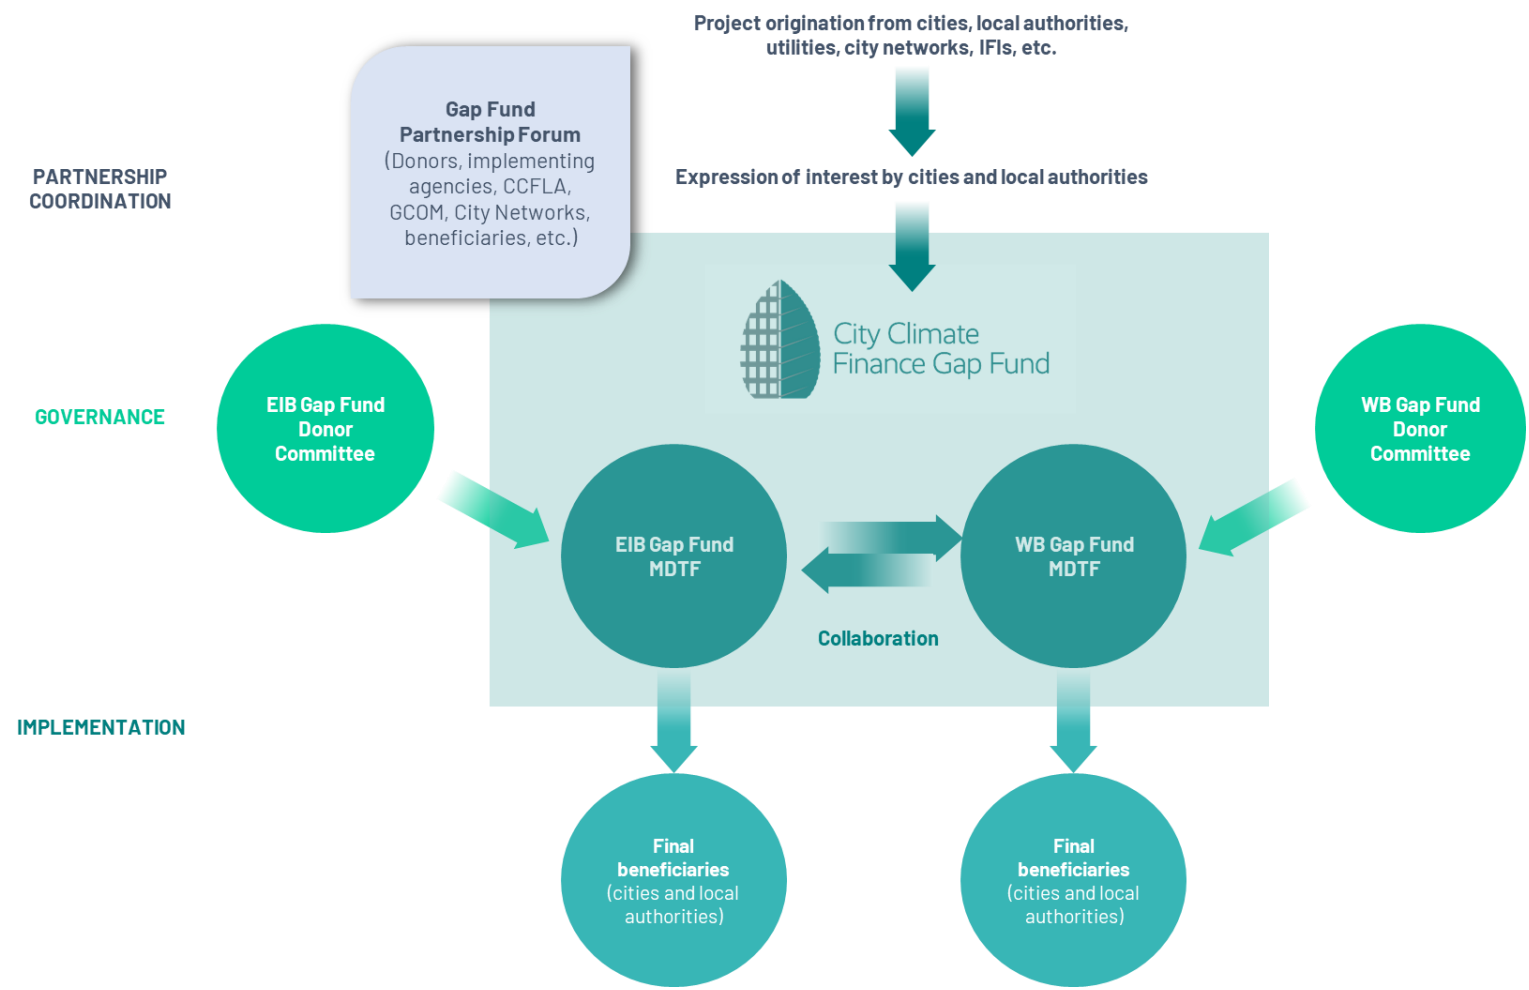 Project origination from cities, local authorities,
utilities, city networks, IFIs, etc.
Gap Fund
Partnership Forum
(Donors, implementing
agencies, CCFLA,
GCOM, City Networks,
beneficiaries, etc.)
PARTNERSHIP
COORDINATION
Expression of interest by cities and local authorities
City Climate
Finance Gap Fund
GOVERNANCE
EIB Gap Fund
Donor
Committee
WB Gap Fund
Donor
Committee
EIB Gap Fund
MDTF
WB Gap Fund
MDTF
Collaboration
IMPLEMENTATION
Final
beneficiaries
(cities and local
authorities)
Final
beneficiaries
(cities and local
authorities)